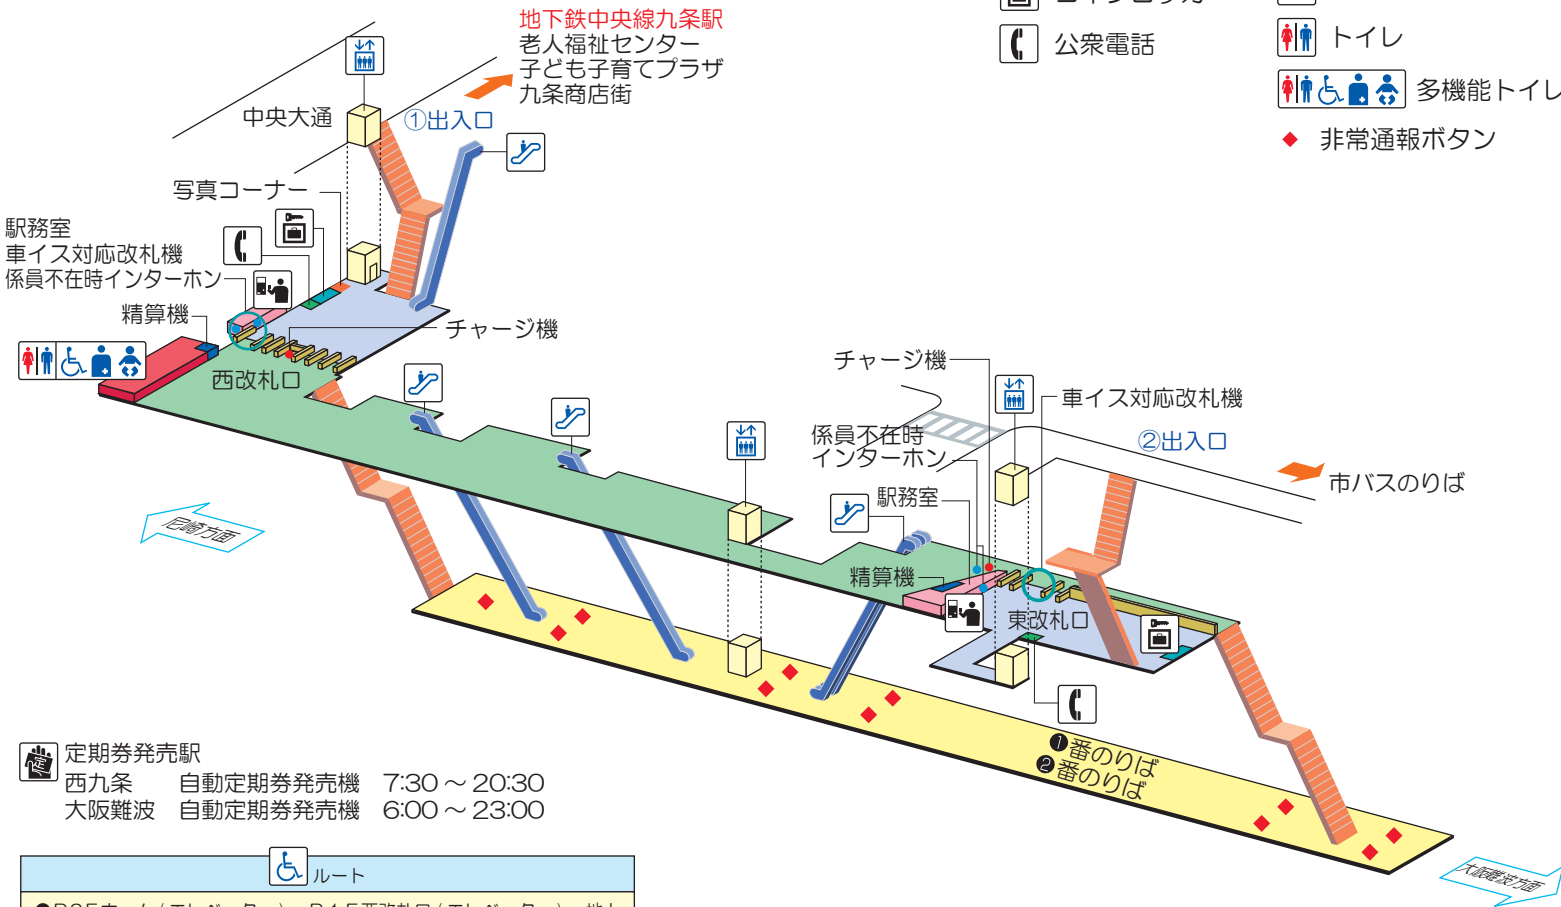 地下鉄中央線九条駅
老人福祉センター
子ども子育てプラザ
九条商店街
公衆電話
トイレ
多機能トイレ
非常通報ボタン
中央大通
①出入口
写真コーナー
駅務室
車イス対応改札機
係員不在時インターホン
精算機
チャージ機
西改札口
チャージ機
車イス対応改札機
係員不在時
インターホン
②出入口
市バスのりば
駅務室
精算機
東改札口
尼崎方面
❶番のりば
❷番のりば
大阪難波方面
定期券発売駅
西九条 自動定期券発売機 7:30～20:30
大阪難波 自動定期券発売機 6:00～23:00
ルート